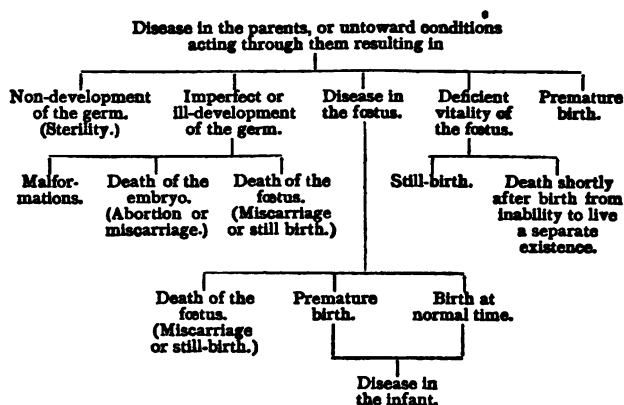 Disease in the parents, or untoward conditions
acting through them resulting in
Non-development
of the germ.
(Sterility.)
Imperfect or
ill-development
of the germ.
Disease in
the fœtus.
Deficient
vitality of
the fœtus.
Premature
birth.
Malfor-
mations.
Death of the
embryo.
(Abortion or
miscarriage.)
Death of the
fœtus.
(Miscarriage
or still birth.)
Still-birth.
Death shortly
after birth from
inability to live
a separate
existence.
Death of the
fœtus.
(Miscarriage
or still-birth.)
Premature
birth.
Birth at
normal time.
Disease in
the infant.